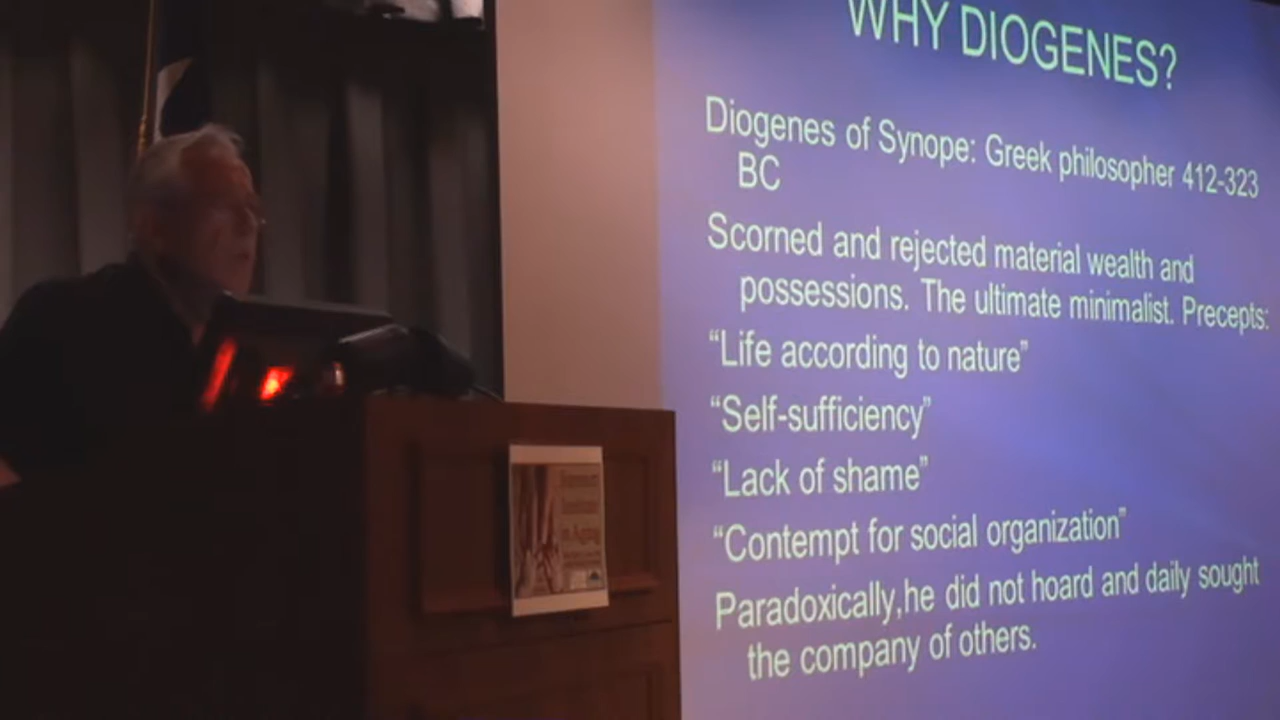 WHY DIOGENES?
Diogenes of Synope: Greek philosopher 412-323
BC
Scorned and rejected material wealth and
possessions. The ultimate minimalist. Precepts:
“Life according to nature”
“Self-sufficiency”
“Lack of shame”
“Contempt for social organization”
Paradoxically,he did not hoard and daily sought
the company of others.
on Aging